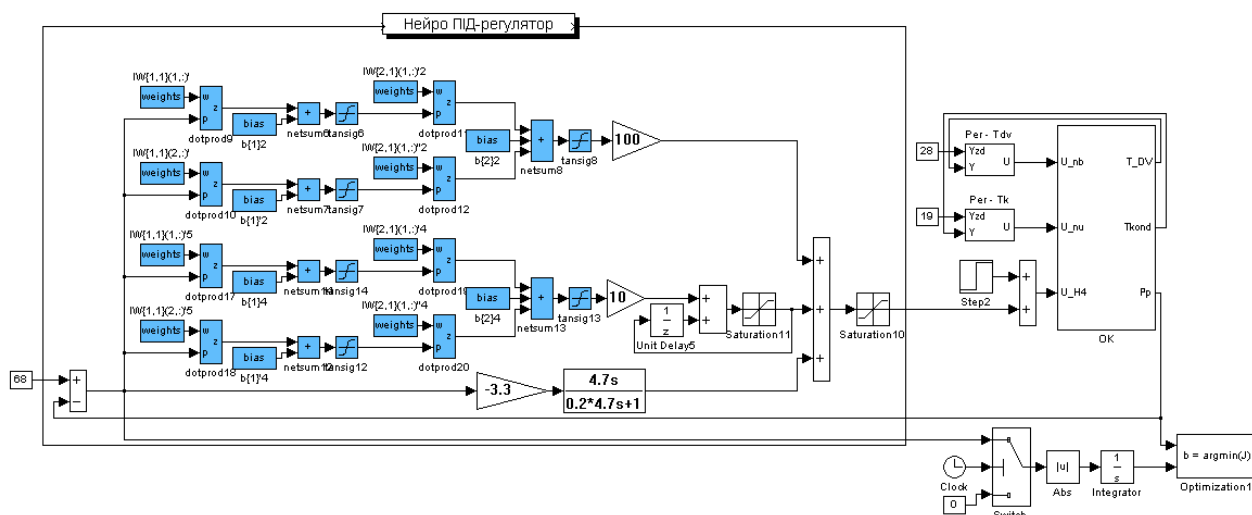 Нейро ПІД-регулятор
IW[1,1](1,:)'
weights
w
z
p
dotprod9
bias
b{1}2
+
netsum6
tansig6
IW[2,1](1,:)'2
weights
w
z
p
bias
b{2}2
+
netsum8
tansig8
100
IW[1,1](2,:)'
weights
w
z
p
dotprod10
bias
b{1}'2
+
netsum7
tansig7
IW[2,1](1,:)''2
weights
w
z
p
dotprod12
IW[1,1](1,:)'5
weights
w
z
p
dotprod17
bias
b{1}4
+
tansig14
IW[2,1](1,:)'4
weights
w
z
p
bias
b{2}4
+
netsum13
tansig13
10
IW[1,1](2,:)'5
weights
w
z
p
dotprod18
bias
b{1}'4
+
netsum12
tansig12
IW[2,1](1,:)''4
weights
w
z
p
dotprod20
+
+
1
z
Unit Delay5
Saturation11
+
+
+
Saturation10
68
+
−
-3.3
4.7s
0.2*4.7s+1
28
Per - Tdv
Yzd
Y
U
19
Per - Tk
Yzd
Y
U
Step2
+
+
U_nb
U_nu
U_H4
T_DV
Tkond
Pp
OK
Clock
0
Switch
|u|
Abs
1
s
Integrator
b = argmin(J)
Optimization1